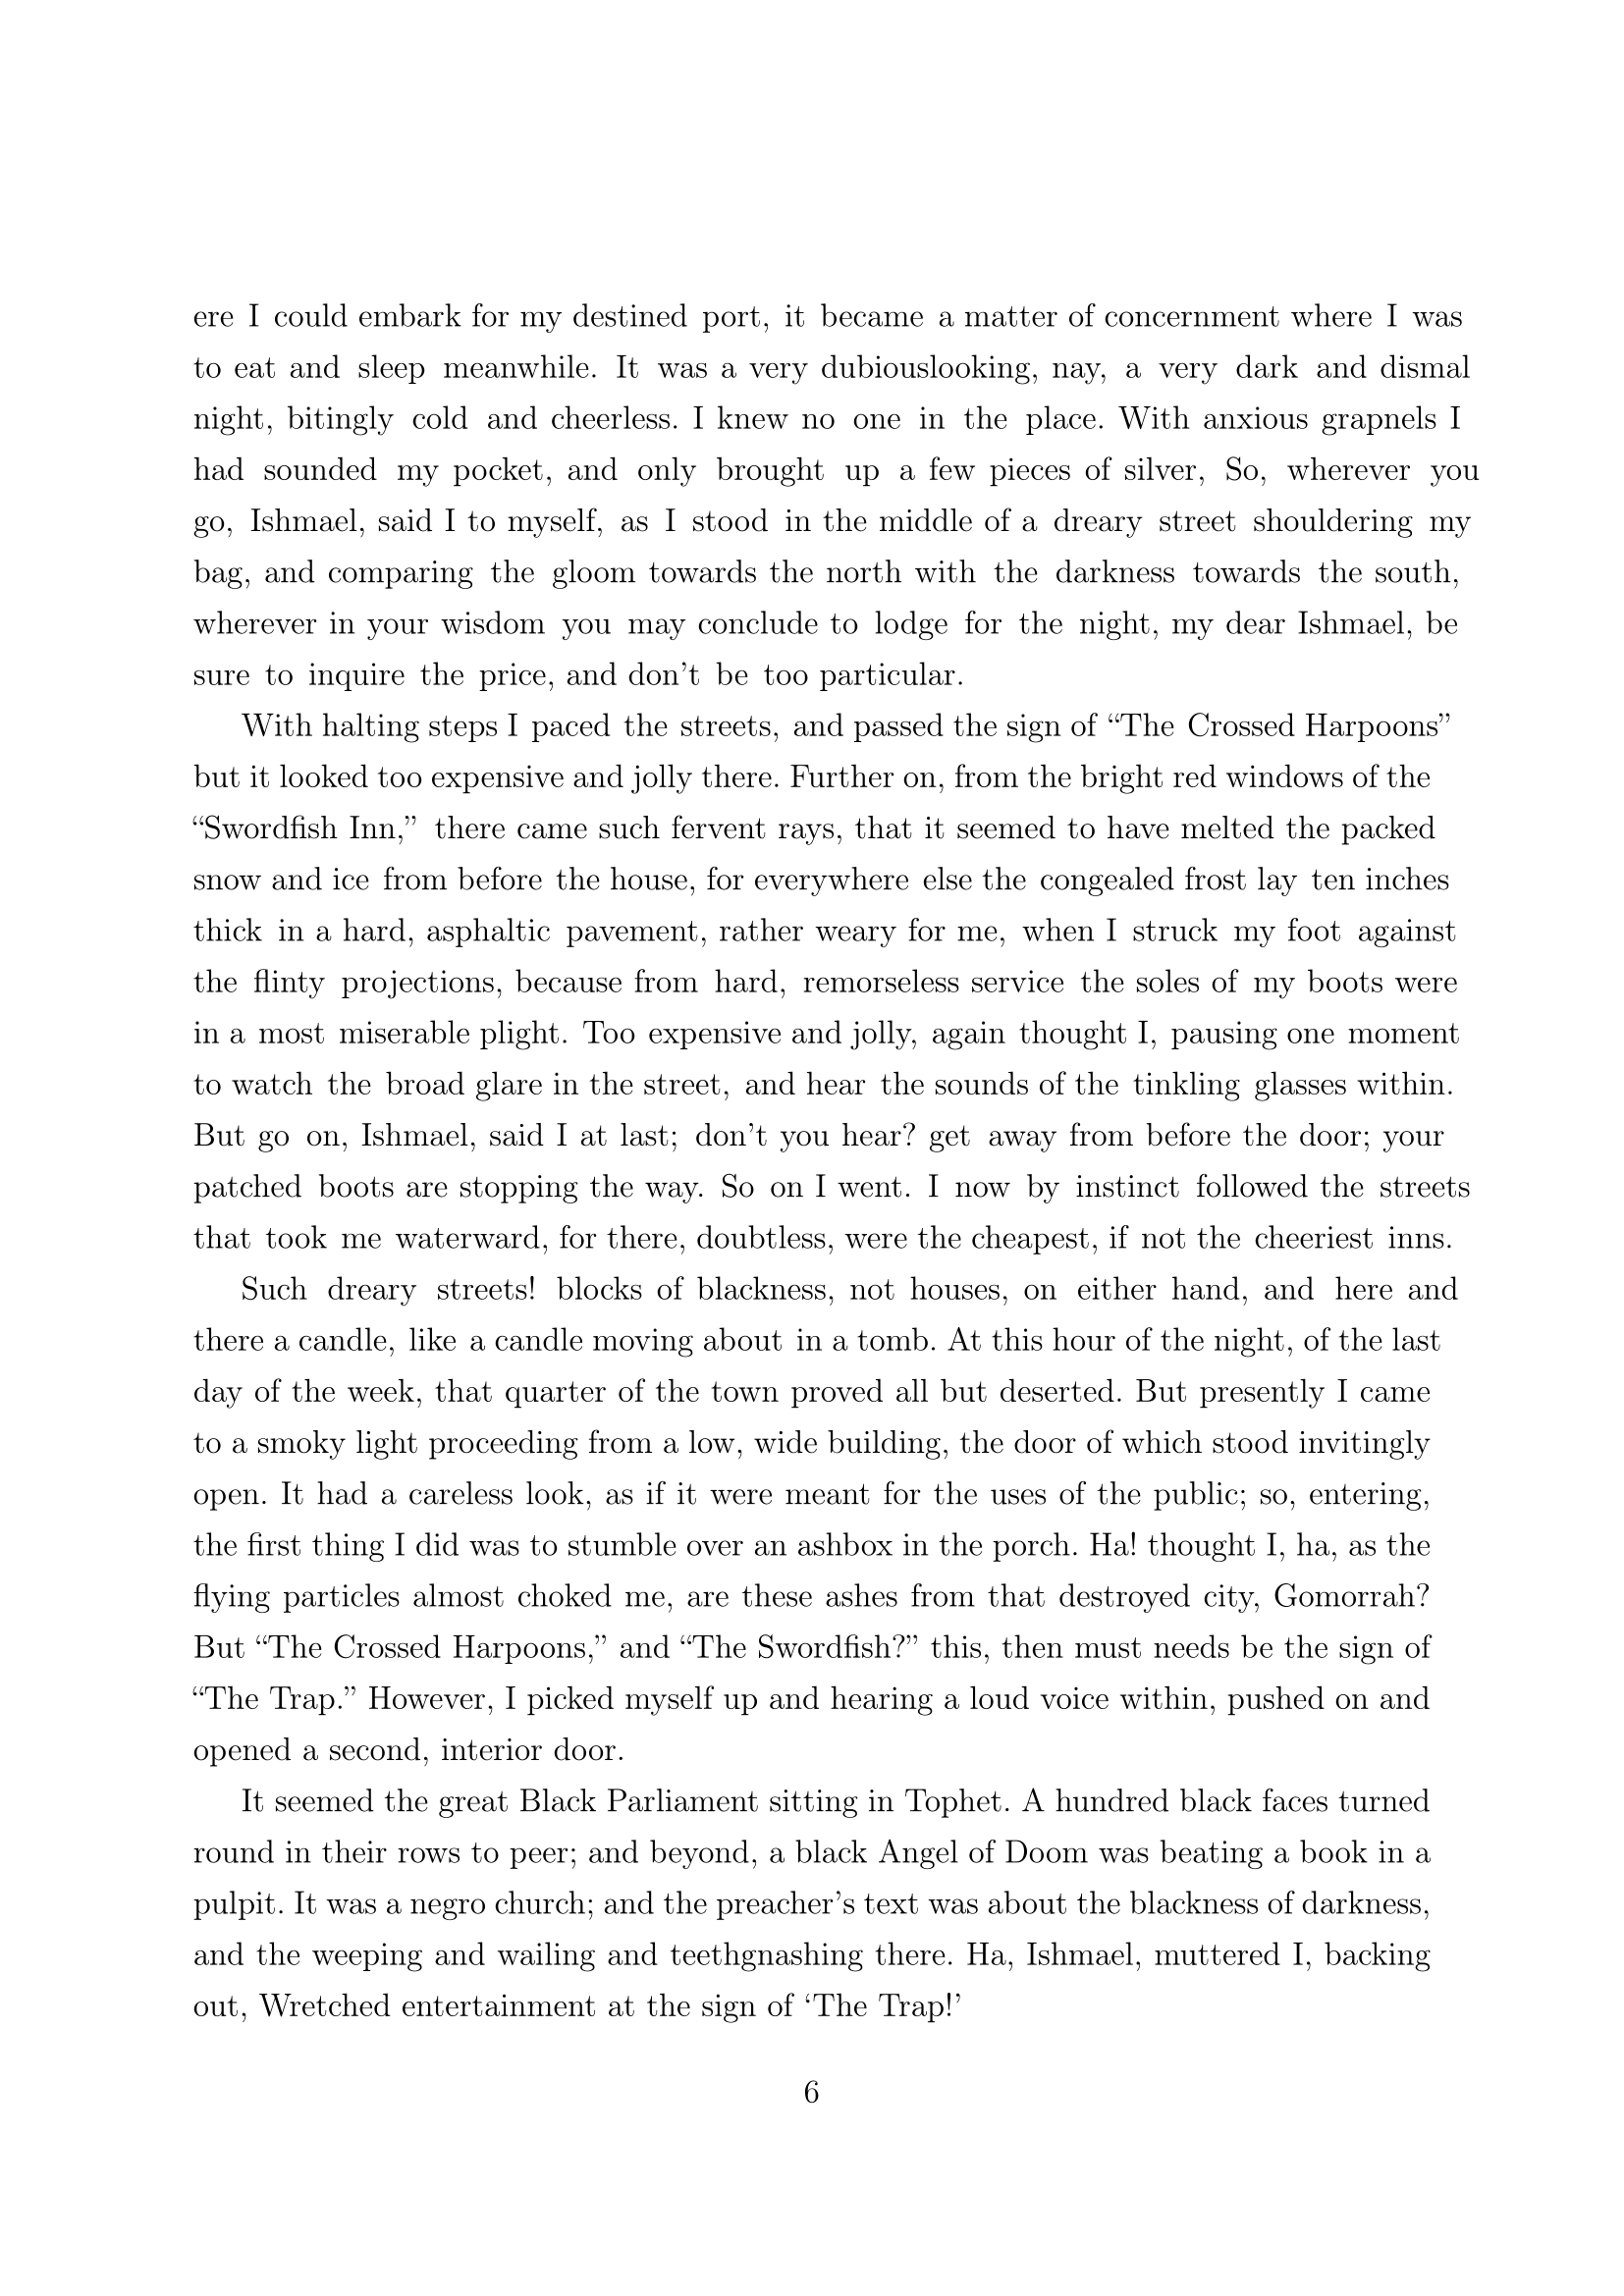 ere I could embark for my destined port, it became a matter of concernment where I was
to eat and sleep meanwhile. It was a very dubiouslooking, nay, a very dark and dismal
night, bitingly cold and cheerless. I knew no one in the place. With anxious grapnels I
had sounded my pocket, and only brought up a few pieces of silver, So, wherever you
go, Ishmael, said I to myself, as I stood in the middle of a dreary street shouldering my
bag, and comparing the gloom towards the north with the darkness towards the south,
wherever in your wisdom you may conclude to lodge for the night, my dear Ishmael, be
sure to inquire the price, and don’t be too particular.
With halting steps I paced the streets, and passed the sign of “The Crossed Harpoons”
but it looked too expensive and jolly there. Further on, from the bright red windows of the
“Swordfish Inn,” there came such fervent rays, that it seemed to have melted the packed
snow and ice from before the house, for everywhere else the congealed frost lay ten inches
thick in a hard, asphaltic pavement, rather weary for me, when I struck my foot against
the flinty projections, because from hard, remorseless service the soles of my boots were
in a most miserable plight. Too expensive and jolly, again thought I, pausing one moment
to watch the broad glare in the street, and hear the sounds of the tinkling glasses within.
But go on, Ishmael, said I at last; don’t you hear? get away from before the door; your
patched boots are stopping the way. So on I went. I now by instinct followed the streets
that took me waterward, for there, doubtless, were the cheapest, if not the cheeriest inns.
Such dreary streets! blocks of blackness, not houses, on either hand, and here and
there a candle, like a candle moving about in a tomb. At this hour of the night, of the last
day of the week, that quarter of the town proved all but deserted. But presently I came
to a smoky light proceeding from a low, wide building, the door of which stood invitingly
open. It had a careless look, as if it were meant for the uses of the public; so, entering,
the first thing I did was to stumble over an ashbox in the porch. Ha! thought I, ha, as the
flying particles almost choked me, are these ashes from that destroyed city, Gomorrah?
But “The Crossed Harpoons,” and “The Swordfish?” this, then must needs be the sign of
“The Trap.” However, I picked myself up and hearing a loud voice within, pushed on and
opened a second, interior door.
It seemed the great Black Parliament sitting in Tophet. A hundred black faces turned
round in their rows to peer; and beyond, a black Angel of Doom was beating a book in a
pulpit. It was a negro church; and the preacher’s text was about the blackness of darkness,
and the weeping and wailing and teethgnashing there. Ha, Ishmael, muttered I, backing
out, Wretched entertainment at the sign of ‘The Trap!’
6